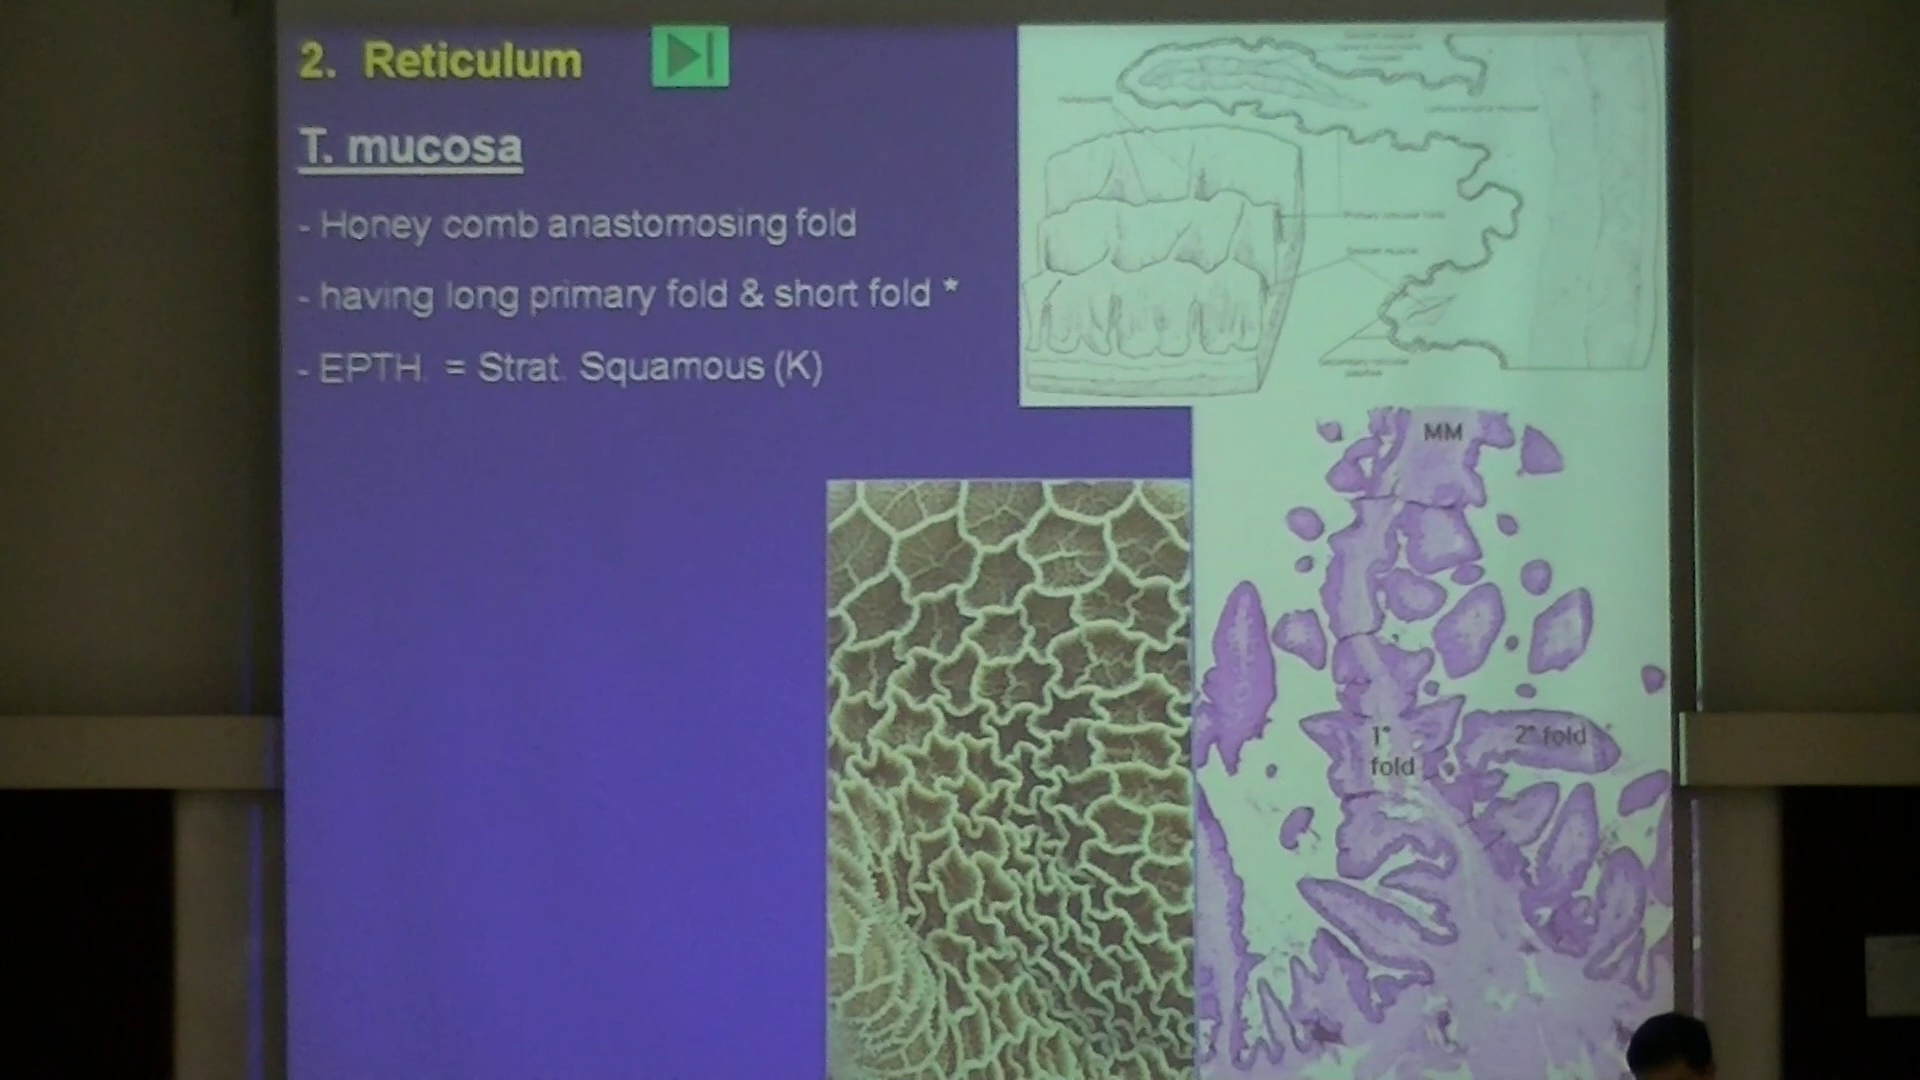 2. Reticulum
T. mucosa
- Honey comb anastomosing fold
- having long primary fold & short fold *
- EPTH. = Strat. Squamous (K)
MM
1°
fold
2° fold